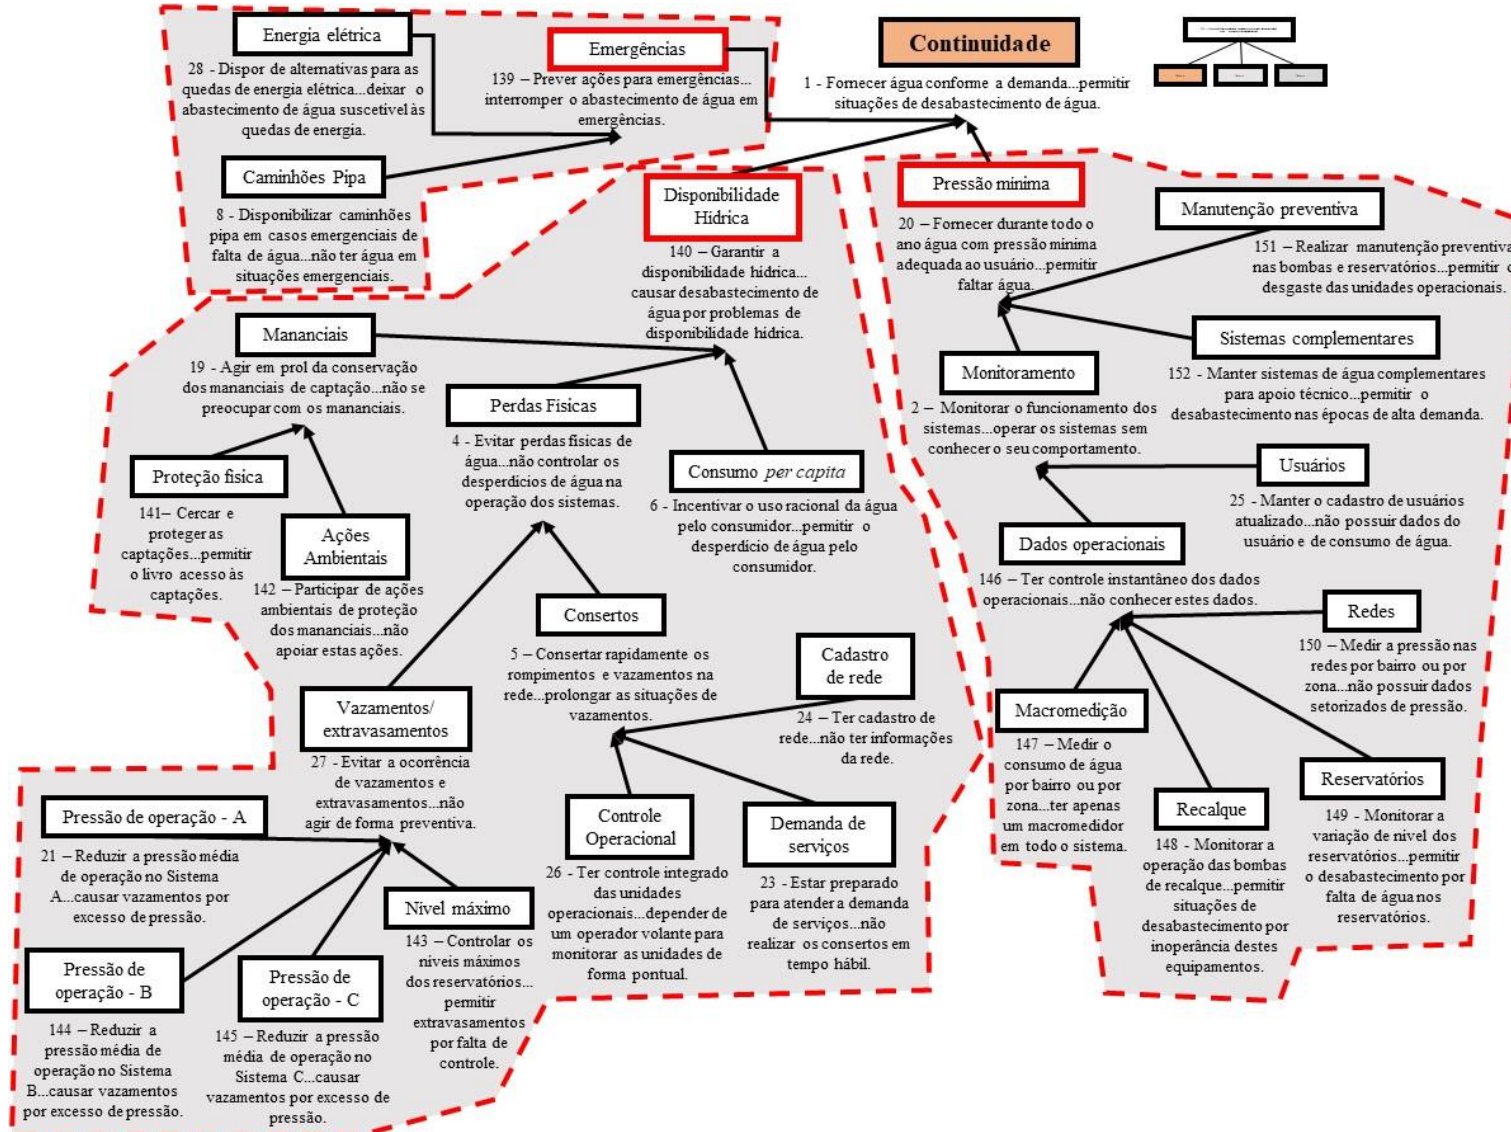 Energia elétrica
28 - Dispor de alternativas para as
quedas de energia elétrica...deixar o
abastecimento de água suscetível às
quedas de energia.
Emergências
139 – Prever ações para emergências...
interromper o abastecimento de água em
emergências.
Continuidade
1 - Fornecer água conforme a demanda...permitir
situações de desabastecimento de água.
Caminhões Pipa
8 - Disponibilizar caminhões
pipa em casos emergenciais de
falta de água...não ter água em
situações emergenciais.
Disponibilidade
Hídrica
140 – Garantir a
disponibilidade hídrica...
causar desabastecimento de
água por problemas de
disponibilidade hídrica.
Pressão mínima
20 – Fornecer durante todo o
ano água com pressão mínima
adequada ao usuário...permitir
faltar água.
Manutenção preventiva
151 – Realizar manutenção preventiva
nas bombas e reservatórios...permitir o
desgaste das unidades operacionais.
Mananciais
19 - Agir em prol da conservação
dos mananciais de captação...não se
preocupar com os mananciais.
Sistemas complementares
152 – Manter sistemas de água complementares
para apoio técnico...permitir o
desabastecimento nas épocas de alta demanda.
Monitoramento
2 – Monitorar o funcionamento dos
sistemas...operar os sistemas sem
conhecer o seu comportamento.
Perdas Físicas
4 - Evitar perdas físicas de
água...não controlar os
desperdícios de água na
operação dos sistemas.
Consumo per capita
6 - Incentivar o uso racional da água
pelo consumidor...permitir o
desperdício de água pelo
consumidor.
Proteção física
141– Cercar e
proteger as
captações...permitir
o livro acesso às
captações.
Ações
Ambientais
142 – Participar de ações
ambientais de proteção
dos mananciais...não
apoiar estas ações.
Usuários
25 - Manter o cadastro de usuários
atualizado...não possuir dados do
usuário e de consumo de água.
Dados operacionais
146 – Ter controle instantâneo dos dados
operacionais...não conhecer estes dados.
Consertos
5 – Consertar rapidamente os
rompimentos e vazamentos na
rede...prolongar as situações de
vazamentos.
Cadastro
de rede
24 – Ter cadastro de
rede...não ter informações
da rede.
Redes
150 – Medir a pressão nas
redes por bairro ou por
zona...não possuir dados
setorizados de pressão.
Vazamentos/
extravasamentos
27 - Evitar a ocorrência
de vazamentos e
extravasamentos...não
agir de forma preventiva.
Macromedição
147 – Medir o
consumo de água
por bairro ou por
zona...ter apenas
um macromedidor
em todo o sistema.
Recalque
148 - Monitorar a
operação das bombas
de recalque...permitir
situações de
desabastecimento por
inoperância destes
equipamentos.
Reservatórios
149 – Monitorar a
variação de nível dos
reservatórios...permitir
o desabastecimento por
falta de água nos
reservatórios.
Pressão de operação - A
21 – Reduzir a pressão média
de operação no Sistema
A...causar vazamentos por
excesso de pressão.
Controle
Operacional
26 - Ter controle integrado
das unidades
operacionais...depender de
um operador volante para
monitorar as unidades de
forma pontual.
Demanda de
serviços
23 – Estar preparado
para atender a demanda
de serviços...não
realizar os consertos em
tempo hábil.
Nível máximo
143 – Controlar os
níveis máximos
dos reservatórios...
permitir
extravasamentos
por falta de
controle.
Pressão de
operação - B
144 – Reduzir a
pressão média de
operação no Sistema
B...causar vazamentos
por excesso de pressão.
Pressão de
operação - C
145 – Reduzir a pressão
média de operação no
Sistema C...causar
vazamentos por excesso de
pressão.